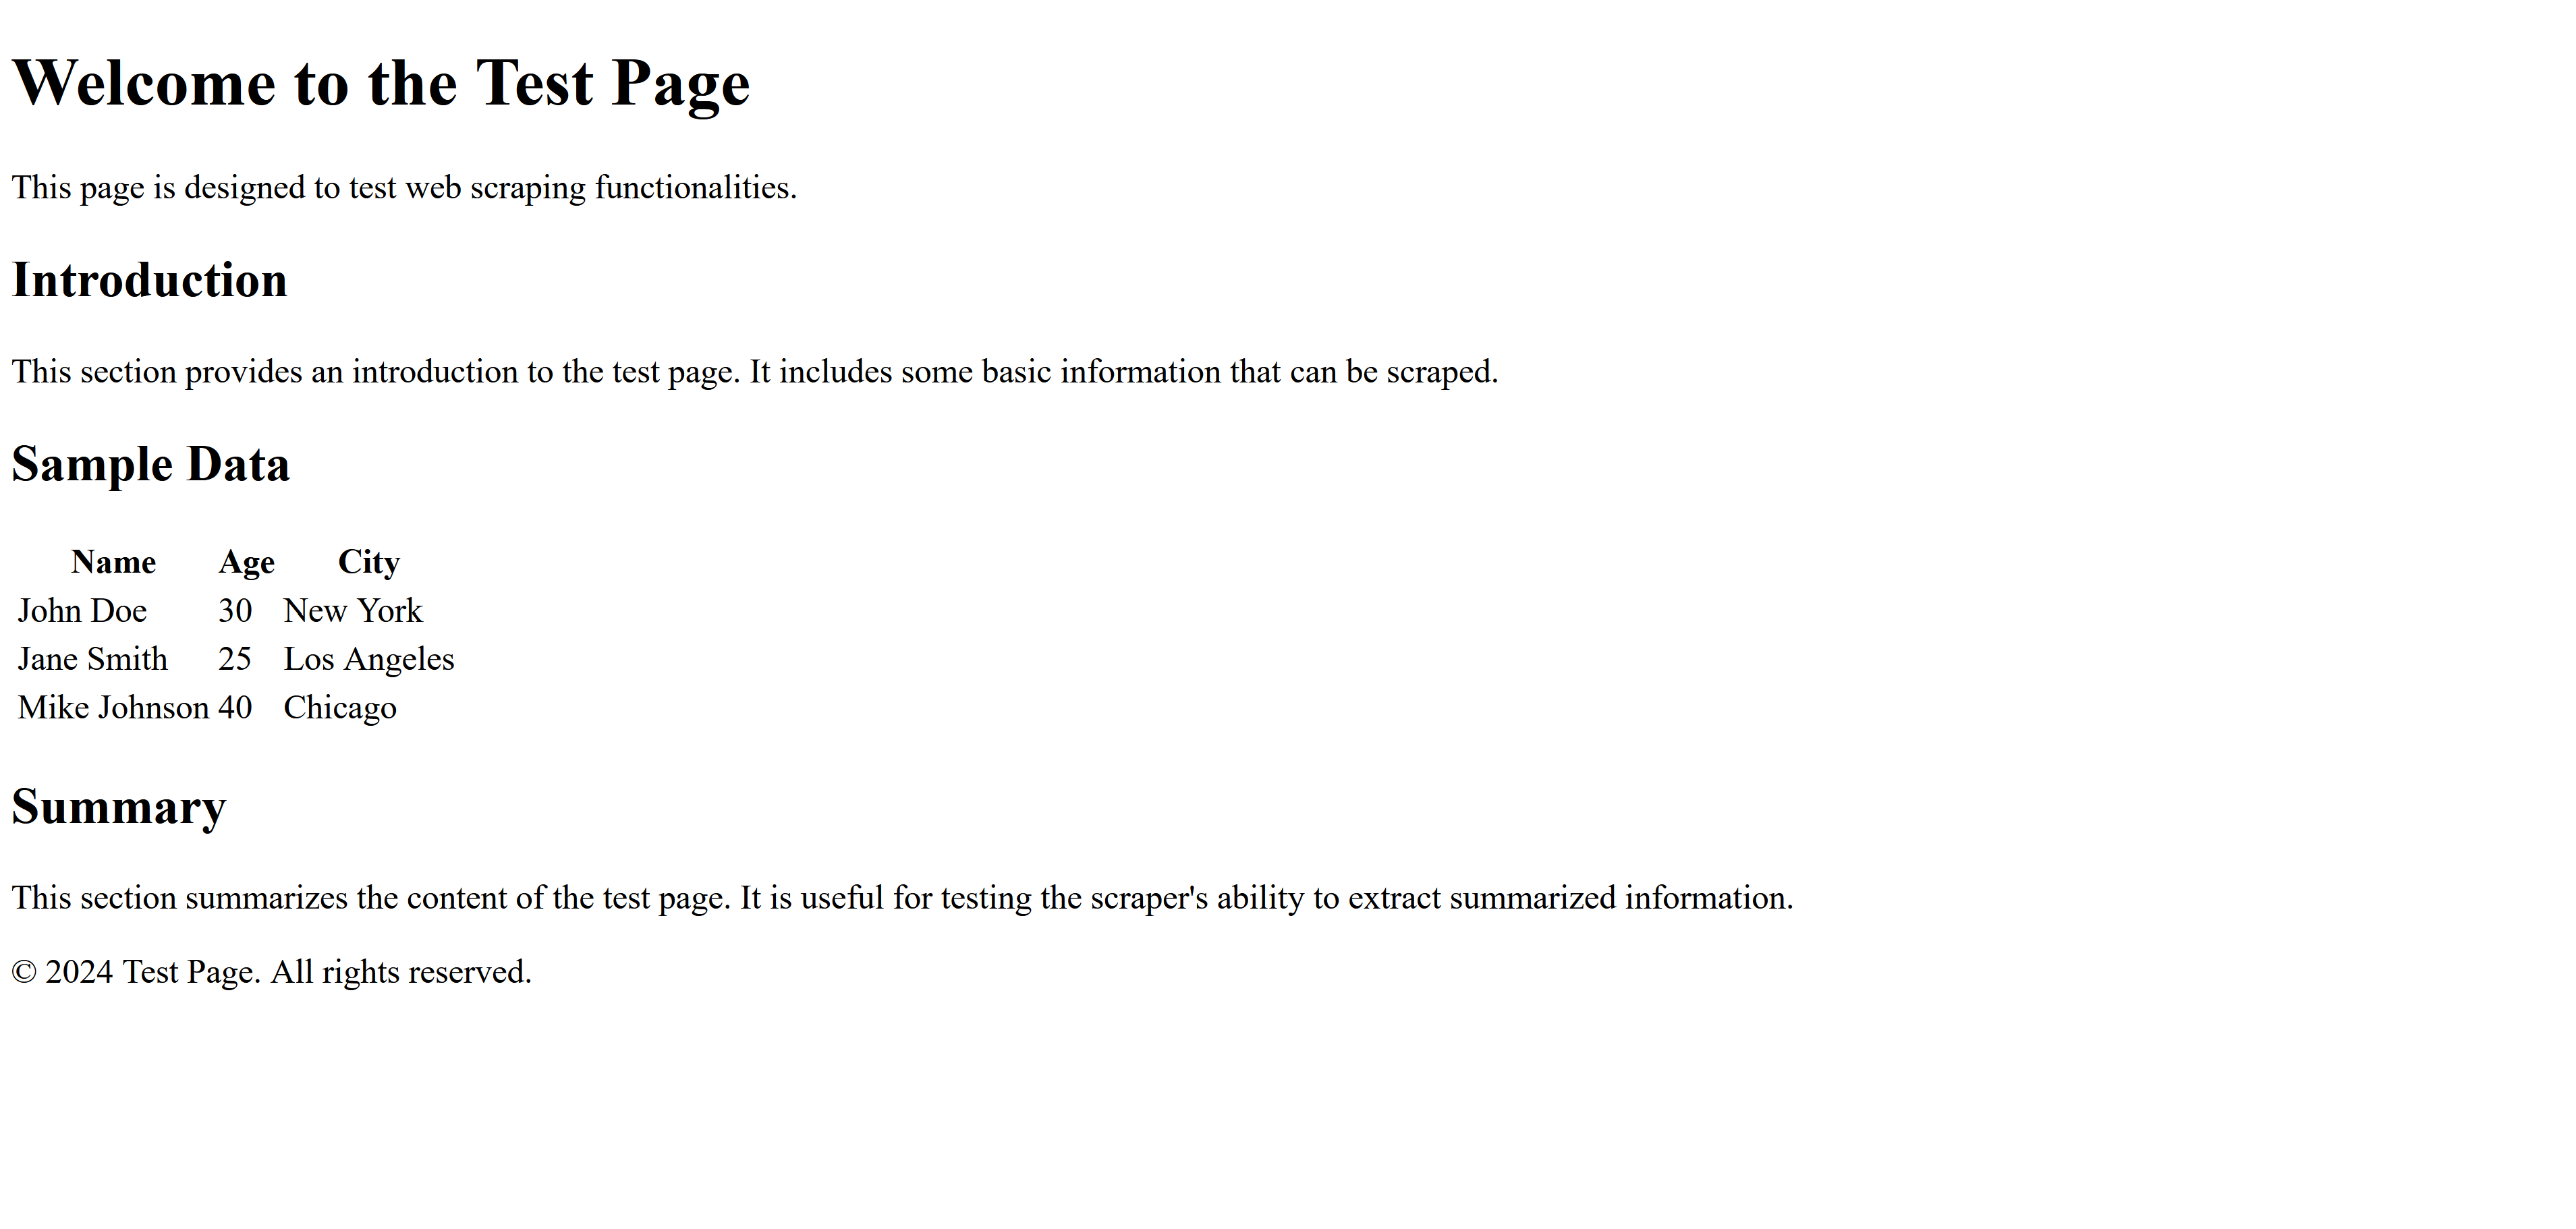 Welcome to the Test Page
This page is designed to test web scraping functionalities.
Introduction
This section provides an introduction to the test page. It includes some basic information that can be scraped.
Sample Data
Name Age City
John Doe 30 New York
Jane Smith 25 Los Angeles
Mike Johnson 40 Chicago
Summary
This section summarizes the content of the test page. It is useful for testing the scraper's ability to extract summarized information.
© 2024 Test Page. All rights reserved.